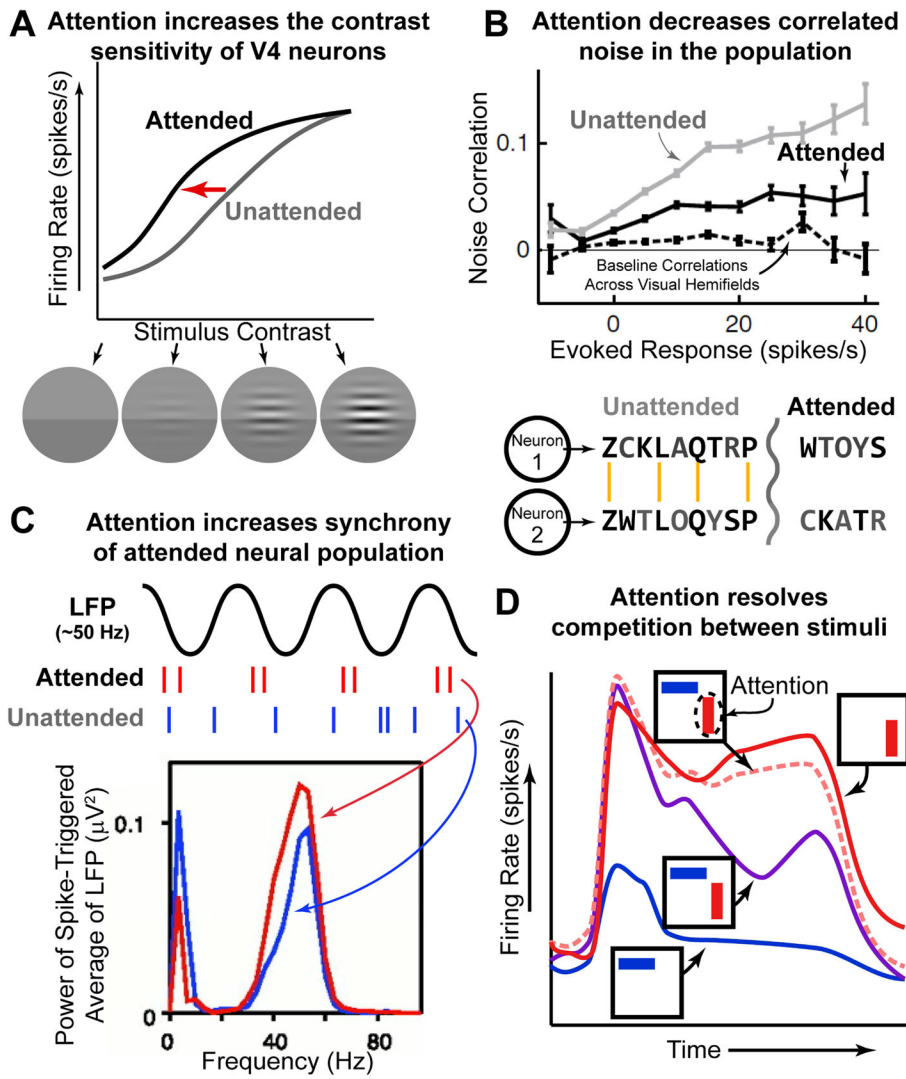 A
Attention increases the contrast
sensitivity of V4 neurons
Firing Rate (spikes/s)
Attended
Unattended
Stimulus Contrast
B
Attention decreases correlated
noise in the population
Noise Correlation
0.1
0
Unattended
Attended
Baseline Correlations
Across Visual Hemifields
0 20 40
Evoked Response (spikes/s)
Unattended Attended
Neuron
1
ZCKLAQTRP WTOYS
Neuron
2
ZWTLOQYSP CKATR
C
Attention increases synchrony
of attended neural population
LFP
(~50 Hz)
Attended
Unattended
Power of Spike-Triggered
Average of LFP (μV²)
0.1
0
0 40 80
Frequency (Hz)
D
Attention resolves
competition between stimuli
Attention
Firing Rate (spikes/s)
Time